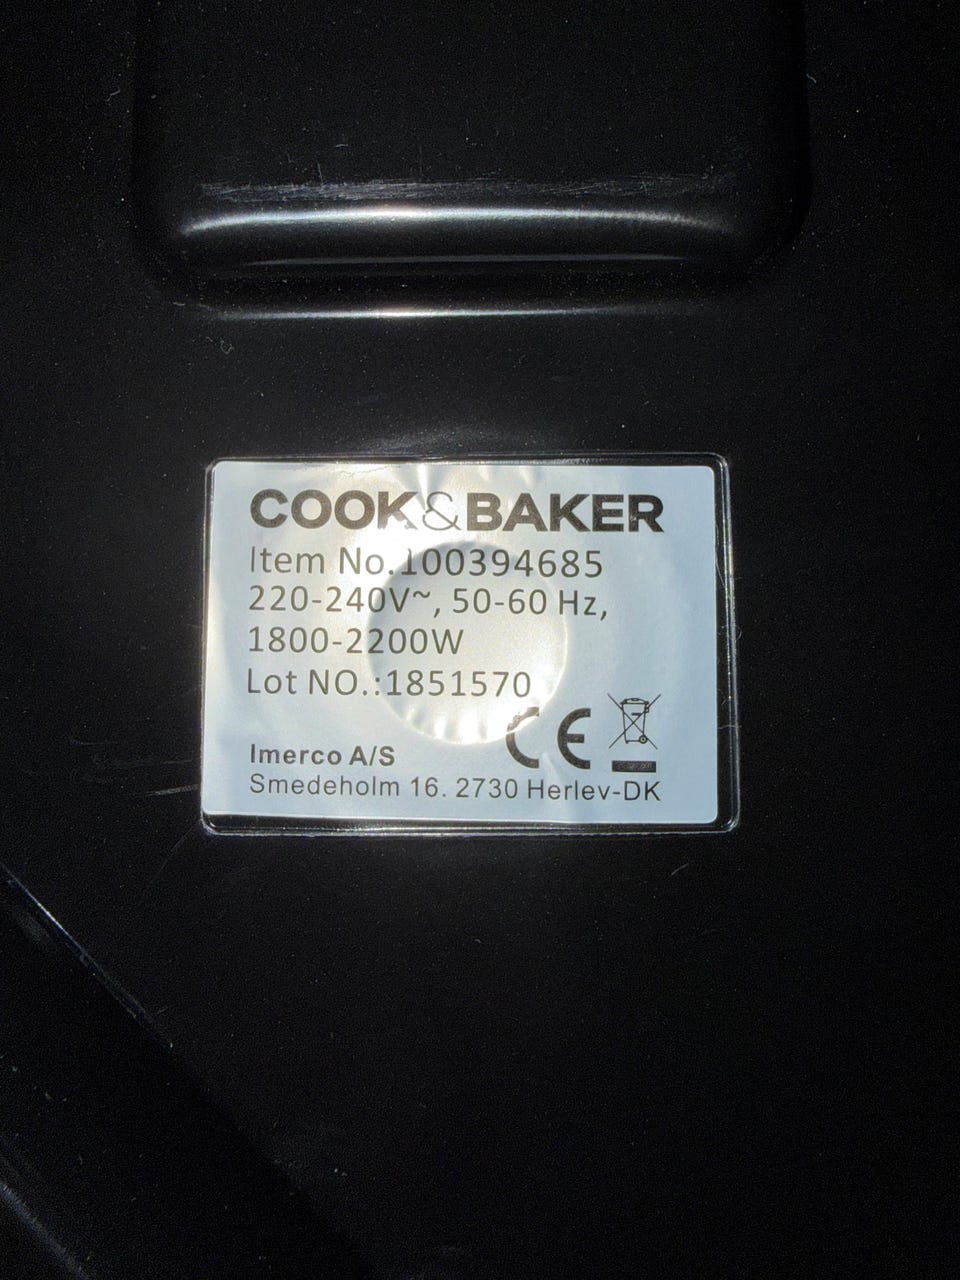 COOK&BAKER
Item No.100394685
220-240V~, 50-60 Hz,
1800-2200W
Lot NO.:1851570
CE
Imerco A/S
Smedeholm 16. 2730 Herlev-DK